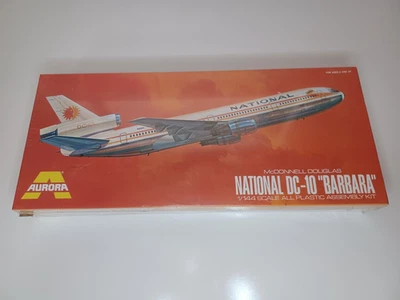 NATIONAL
McDONNELL DOUGLAS
NATIONAL DC-10 "BARBARA"
1/144 SCALE ALL PLASTIC ASSEMBLY KIT
A
AURORA